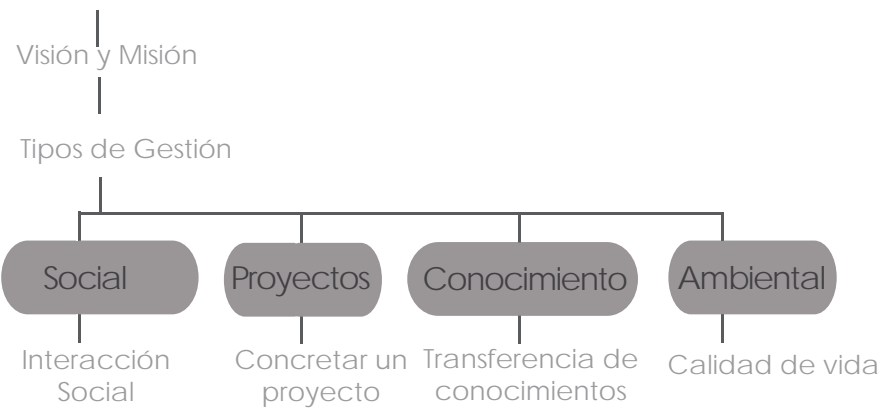 Visión y Misión
Tipos de Gestión
Social
Proyectos
Conocimiento
Ambiental
Interacción
Social
Concretar un
proyecto
Transferencia de
conocimientos
Calidad de vida